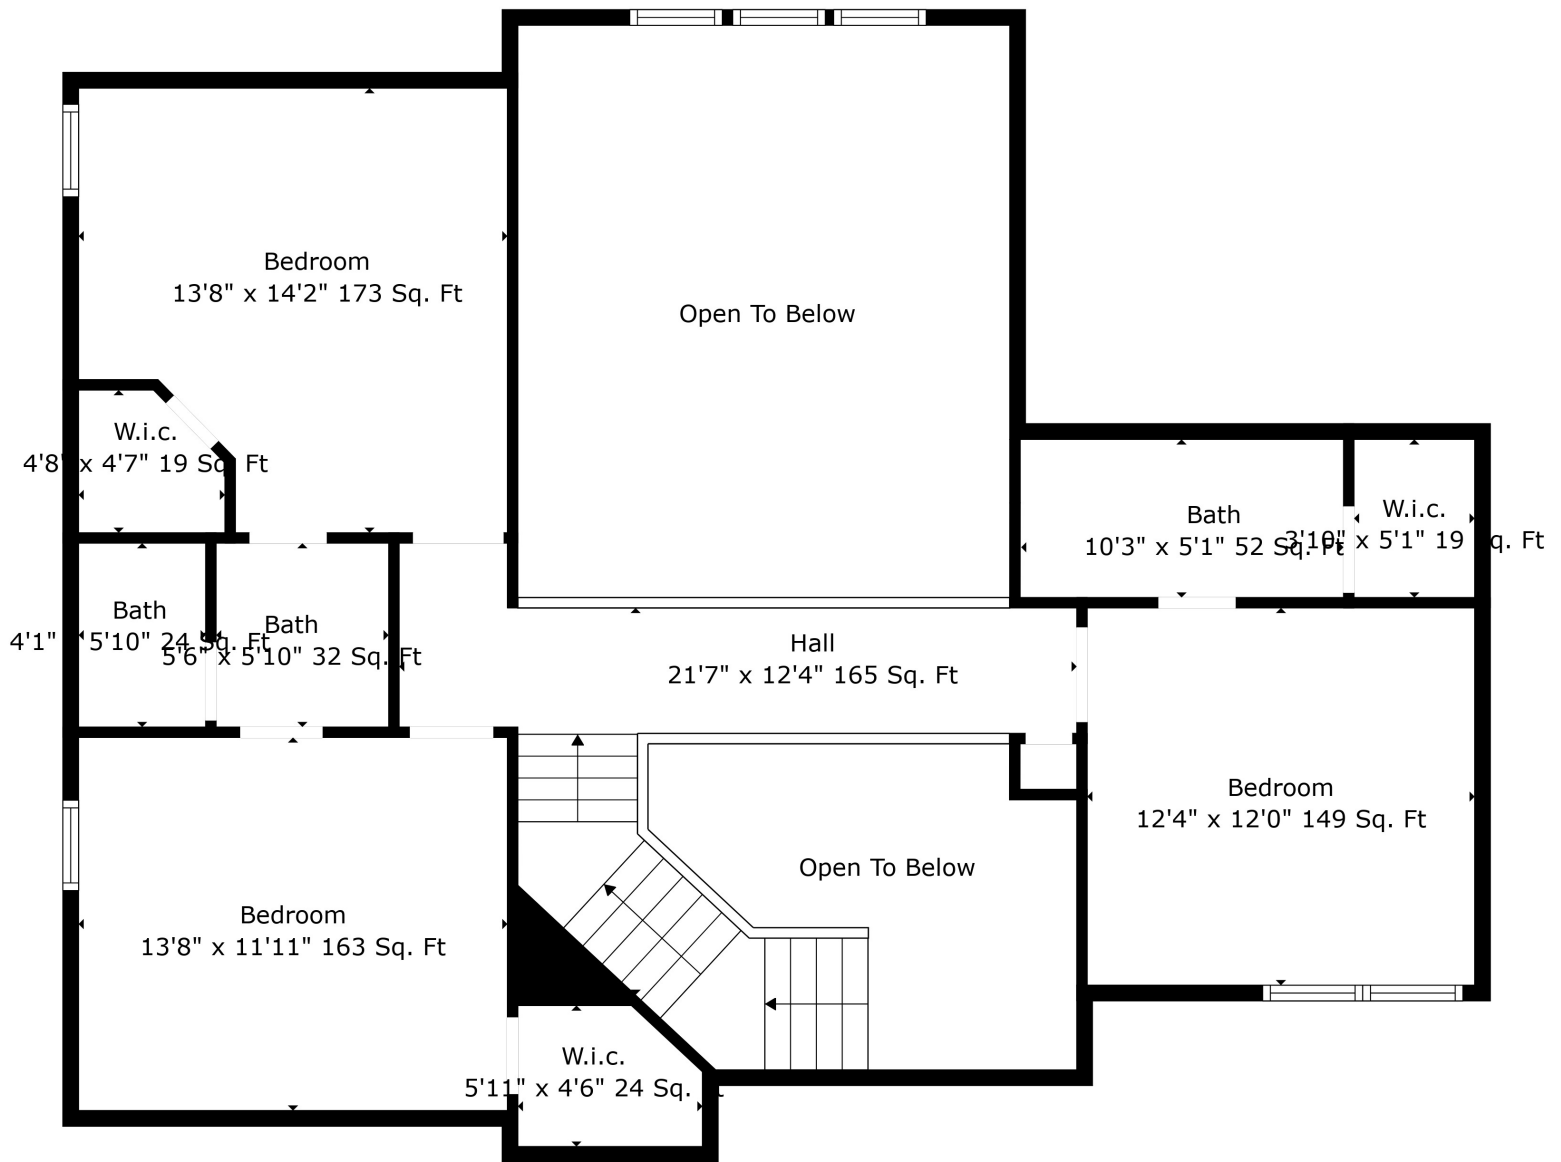 Open To Below
Bedroom
13'8" x 14'2" 173 Sq. Ft
W.i.c.
4'8" x 4'7" 19 Sq. Ft
Bath
10'3" x 5'1" 52 Sq. Ft
W.i.c.
3'10" x 5'1" 19 Sq. Ft
Bath
4'1" x 5'10" 24 Sq. Ft
Bath
5'6" x 5'10" 32 Sq. Ft
Hall
21'7" x 12'4" 165 Sq. Ft
Bedroom
12'4" x 12'0" 149 Sq. Ft
Open To Below
Bedroom
13'8" x 11'11" 163 Sq. Ft
W.i.c.
5'11" x 4'6" 24 Sq. Ft